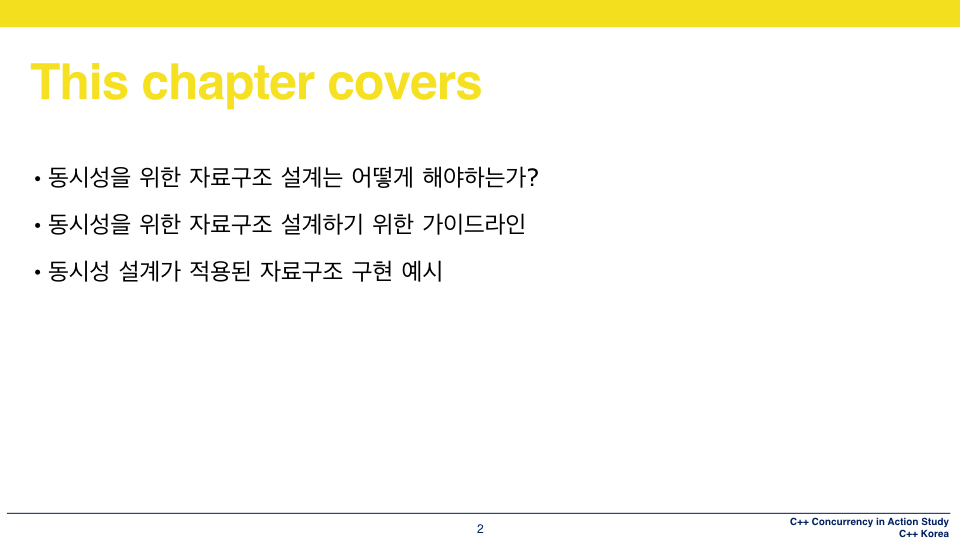 This chapter covers
• 동시성을 위한 자료구조 설계는 어떻게 해야하는가?
• 동시성을 위한 자료구조 설계하기 위한 가이드라인
• 동시성 설계가 적용된 자료구조 구현 예시
2
C++ Concurrency in Action Study
C++ Korea